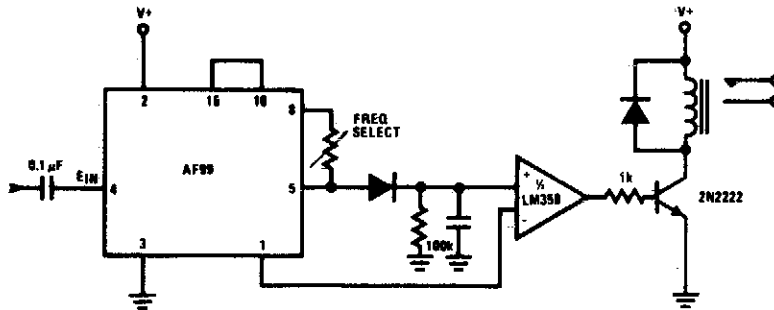 V+
V+
2
15
10
8
FREQ
SELECT
0.1 µF
EIN
4
AF99
5
3
1
100k
+
½
LM358
-
1k
2N2222